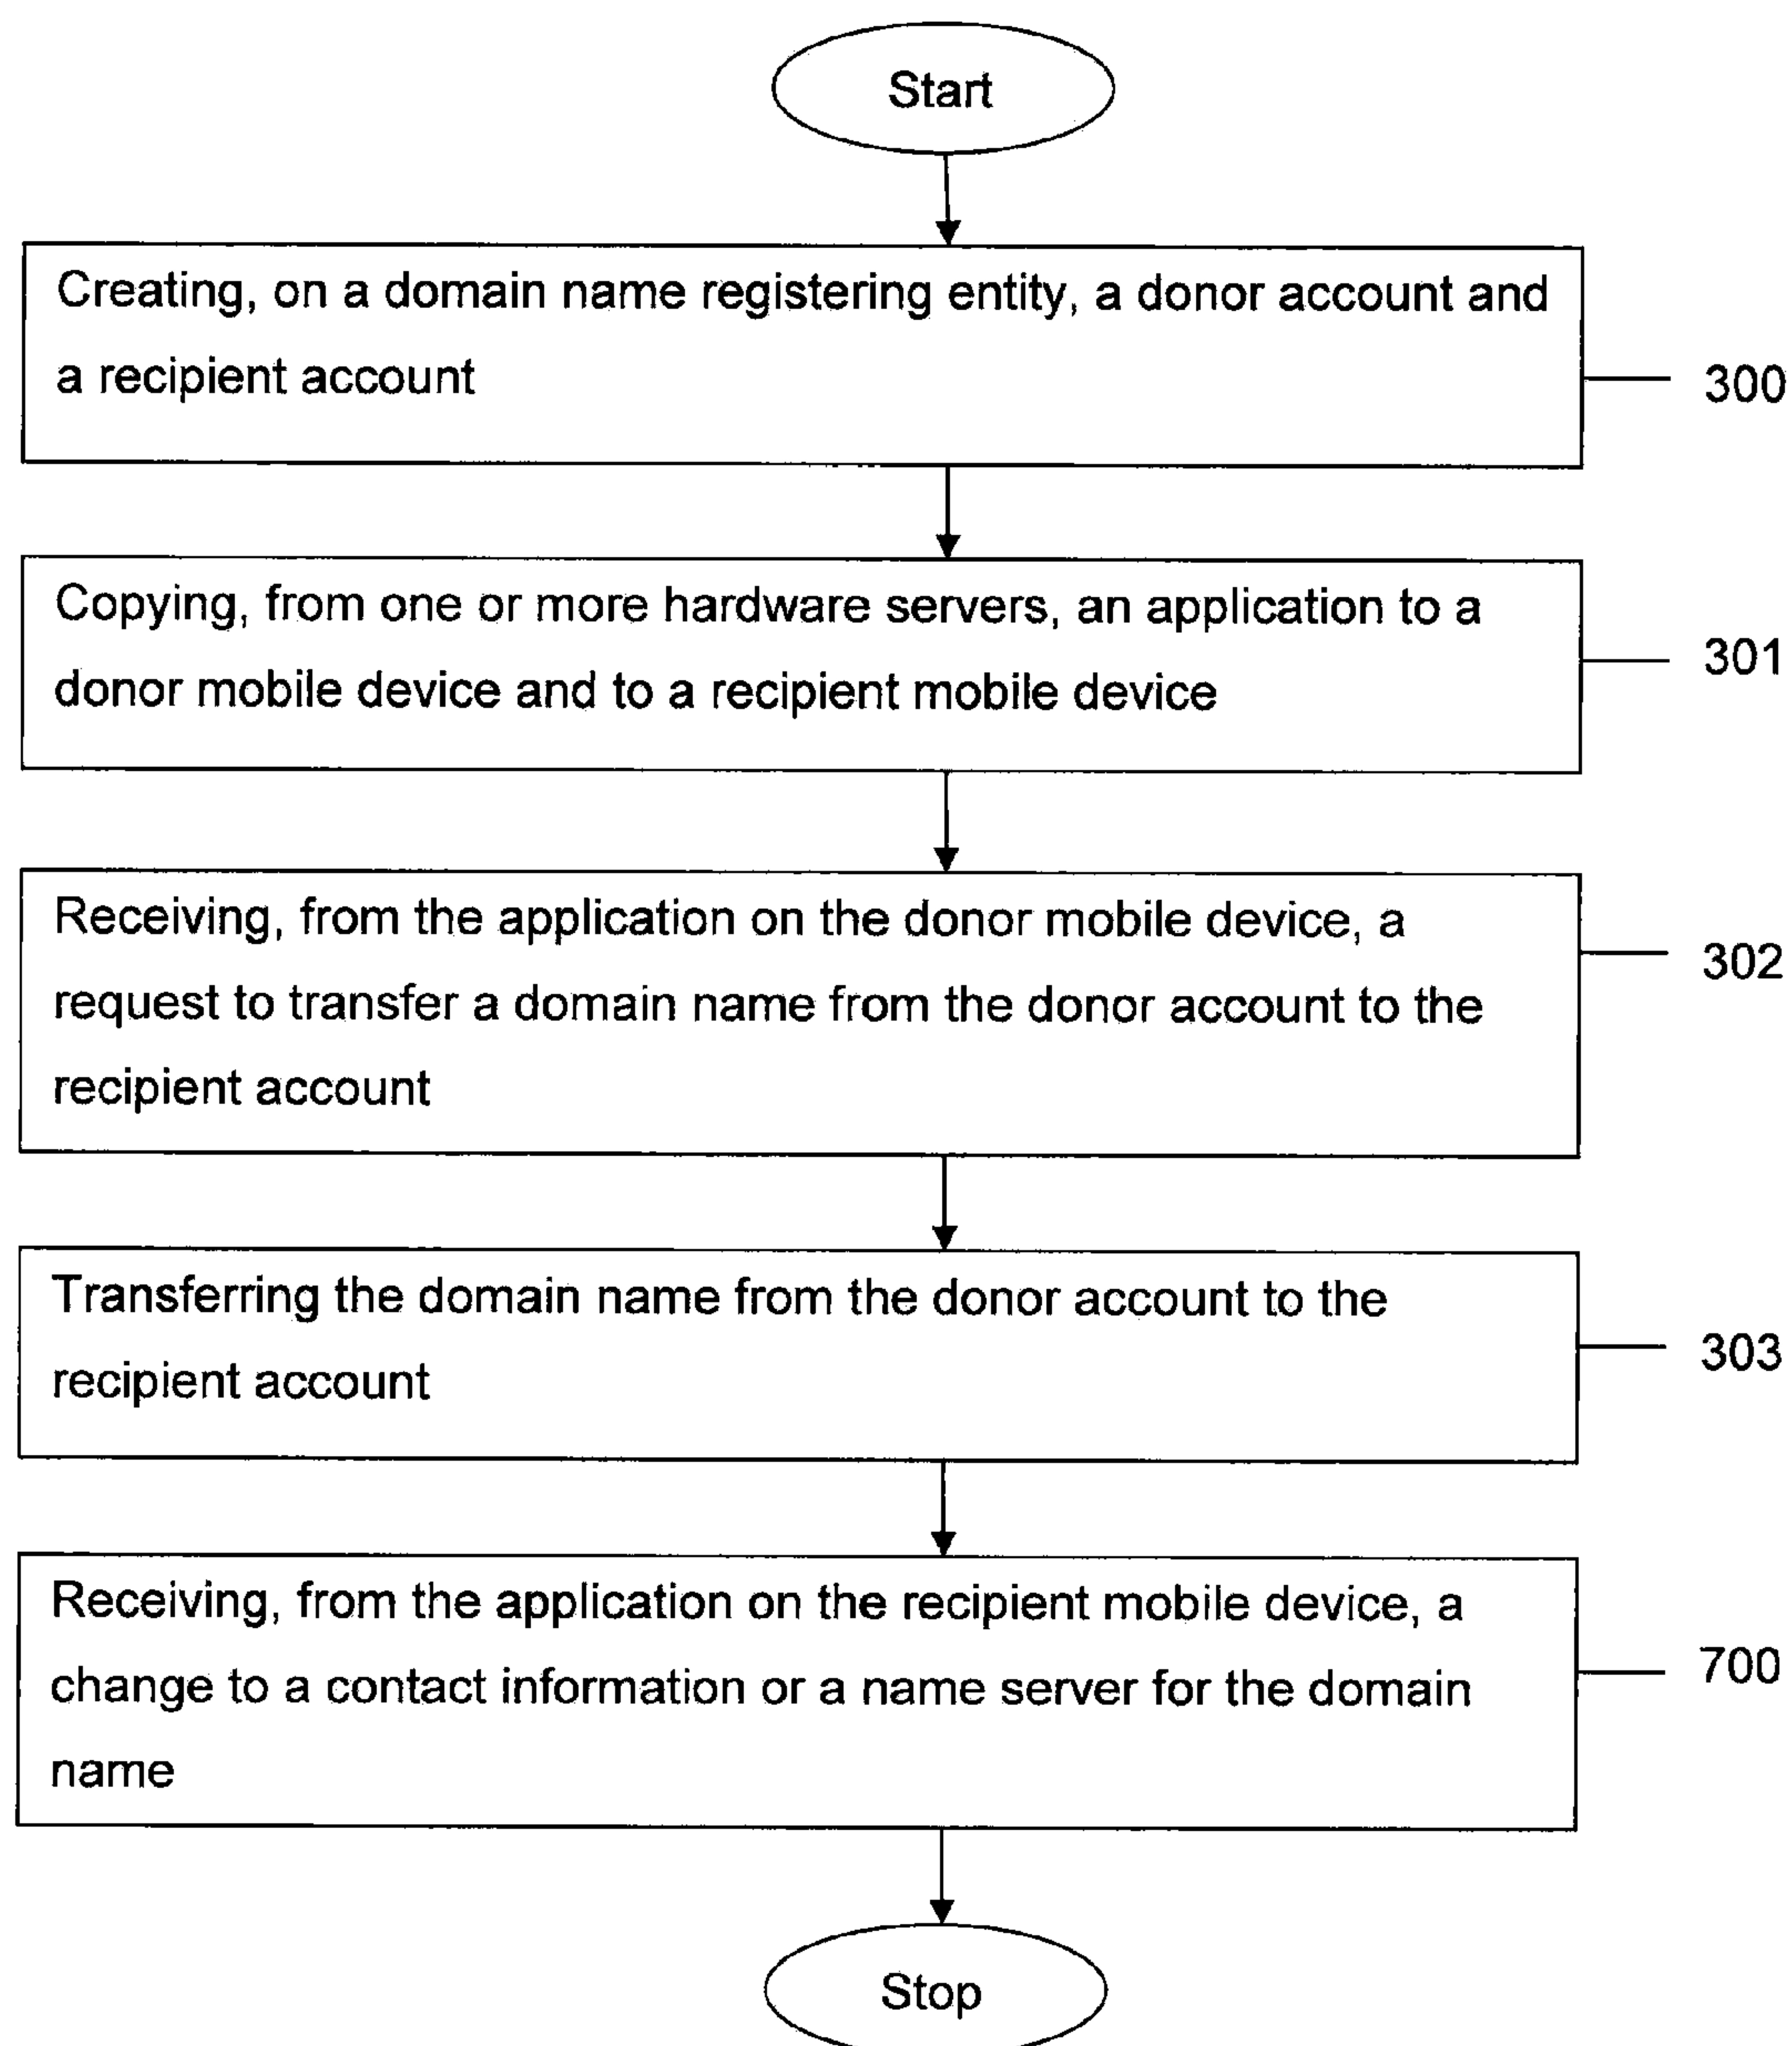 Start
Creating, on a domain name registering entity, a donor account and
a recipient account
300
Copying, from one or more hardware servers, an application to a
donor mobile device and to a recipient mobile device
301
Receiving, from the application on the donor mobile device, a
request to transfer a domain name from the donor account to the
recipient account
302
Transferring the domain name from the donor account to the
recipient account
303
Receiving, from the application on the recipient mobile device, a
change to a contact information or a name server for the domain
name
700
Stop